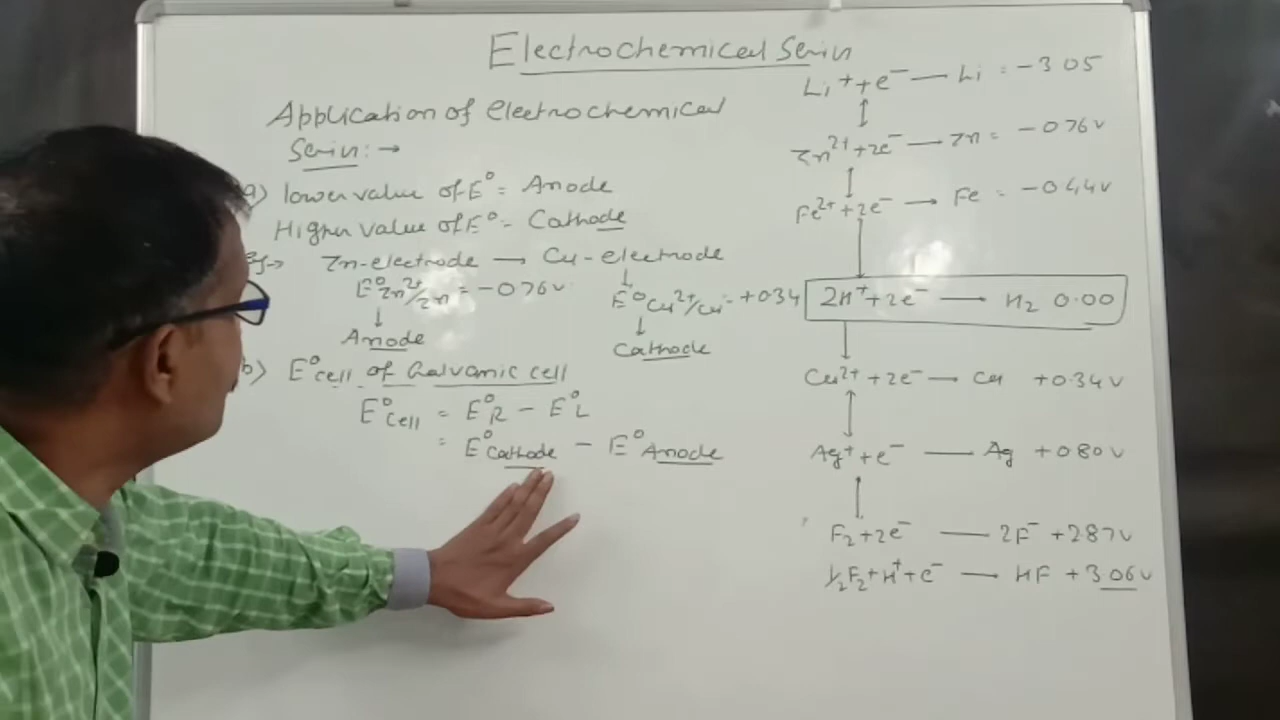 Electrochemical Serin
Application of electrochemical
Serin: →
a) lower value of E° = Anode
Higher value of E° - Cathode
Eg → Zn-electrode → Cu-electrode
E°Zn²⁺/Zn = -0.76V E°Cu²⁺/Cu = +0.34
↓ ↓
Anode Cathode
b) E°cell of Galvanic cell
E°Cell = E°R - E°L
= E°Cathode - E°Anode
Li⁺ + e⁻ — Li = -3.05
Zn²⁺ + 2e⁻ — Zn = -0.76V
Fe²⁺ + 2e⁻ → Fe = -0.44V
2H⁺ + 2e⁻ → H₂ 0.00
Cu²⁺ + 2e⁻ — Cu +0.34V
Ag⁺ + e⁻ — Ag +0.80V
F₂ + 2e⁻ — 2F⁻ +2.87V
½F₂ + H⁺ + e⁻ — HF +3.06V